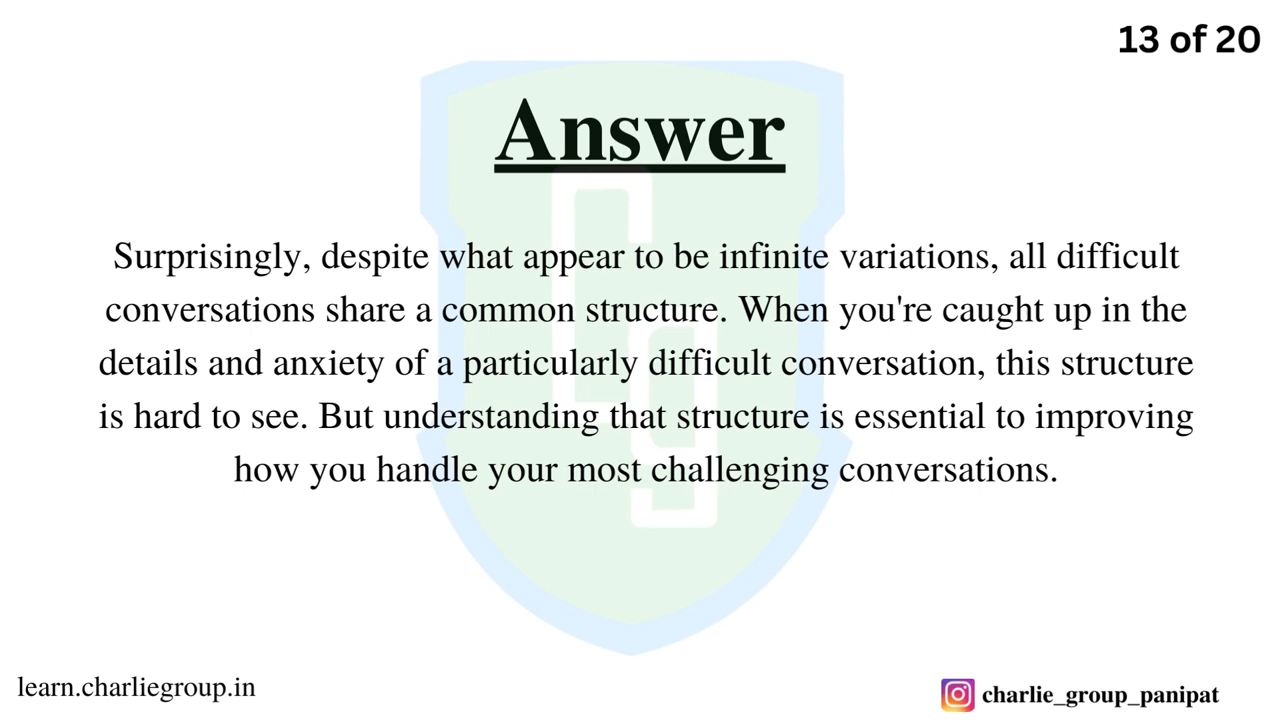 13 of 20
Answer
Surprisingly, despite what appear to be infinite variations, all difficult
conversations share a common structure. When you're caught up in the
details and anxiety of a particularly difficult conversation, this structure
is hard to see. But understanding that structure is essential to improving
how you handle your most challenging conversations.
learn.charliegroup.in
charlie_group_panipat